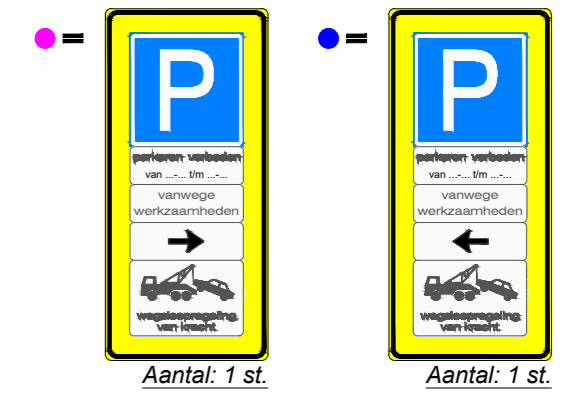 =
P
parkeren verboden
van ...-... t/m ...-...
vanwege
werkzaamheden
wegsleepregeling
van kracht
Aantal: 1 st.
=
P
parkeren verboden
van ...-... t/m ...-...
vanwege
werkzaamheden
wegsleepregeling
van kracht
Aantal: 1 st.